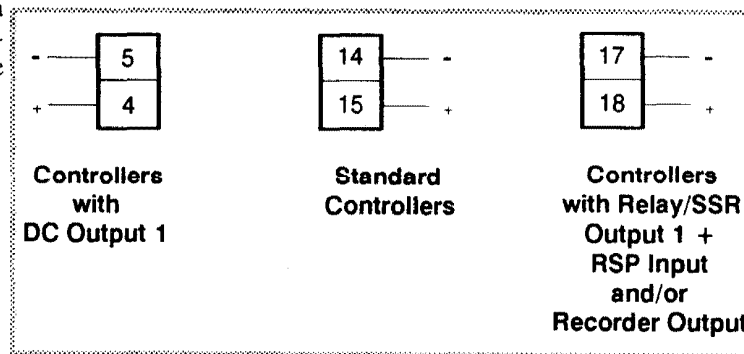 - 5
+ 4
Controllers
with
DC Output 1
14 -
15 +
Standard
Controllers
17 -
18 +
Controllers
with Relay/SSR
Output 1 +
RSP Input
and/or
Recorder Output